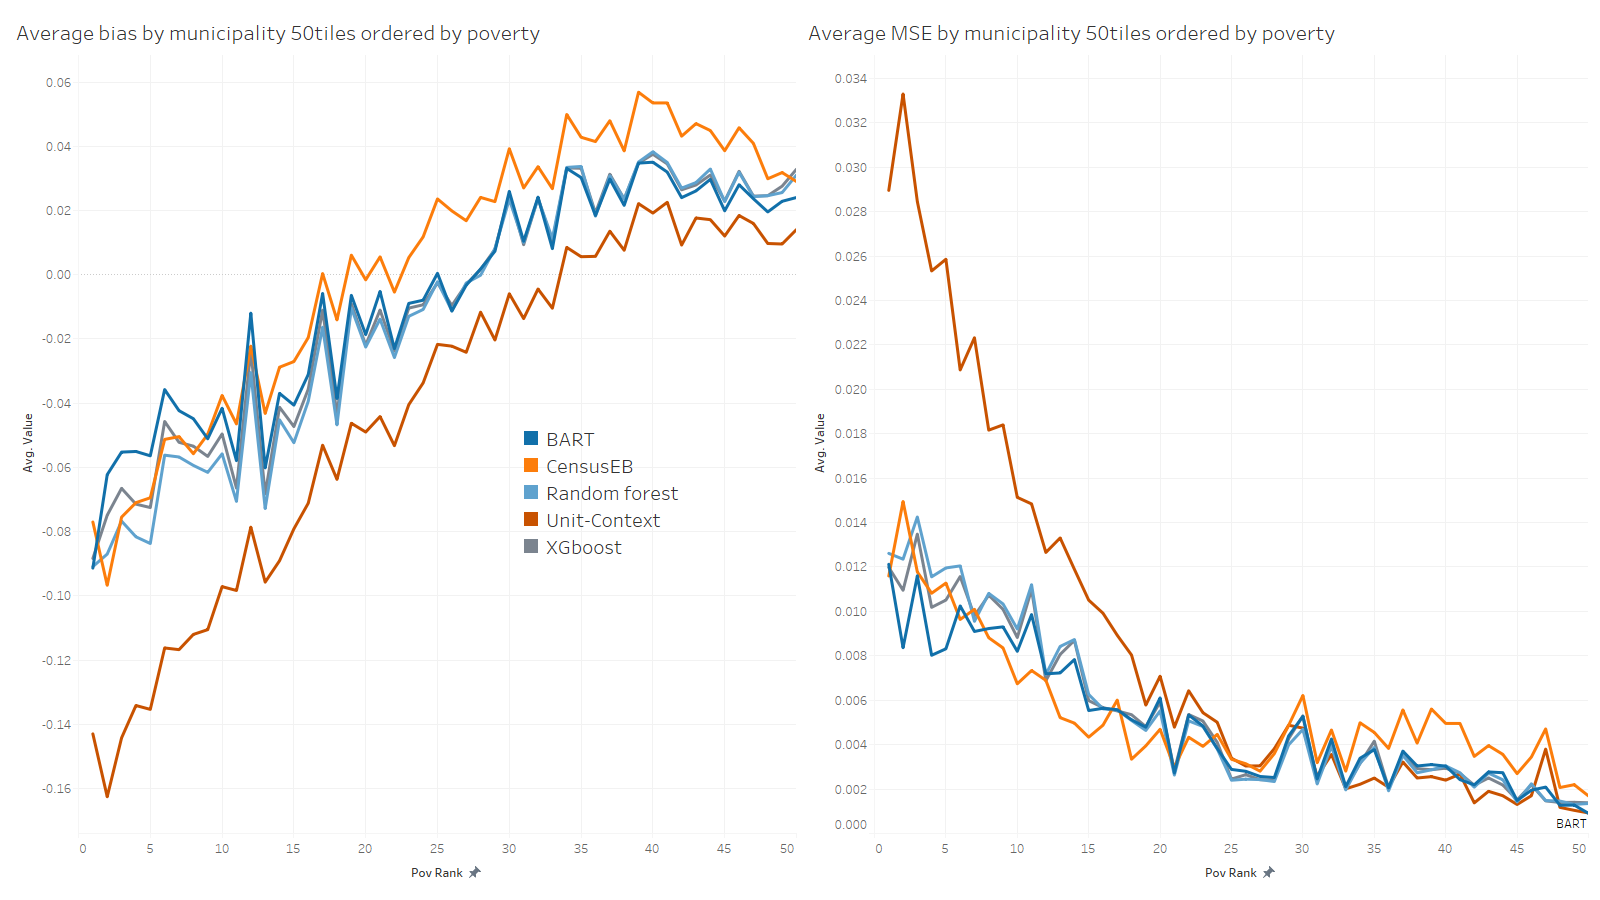 Average bias by municipality 50tiles ordered by poverty
0.06
0.04
0.02
0.00
-0.02
-0.04
-0.06
-0.08
-0.10
-0.12
-0.14
-0.16
Avg. Value
0 5 10 15 20 25 30 35 40 45 50
Pov Rank
BART
CensusEB
Random forest
Unit-Context
XGboost
Average MSE by municipality 50tiles ordered by poverty
0.034
0.032
0.030
0.028
0.026
0.024
0.022
0.020
0.018
0.016
0.014
0.012
0.010
0.008
0.006
0.004
0.002
0.000
Avg. Value
BART
0 5 10 15 20 25 30 35 40 45 50
Pov Rank